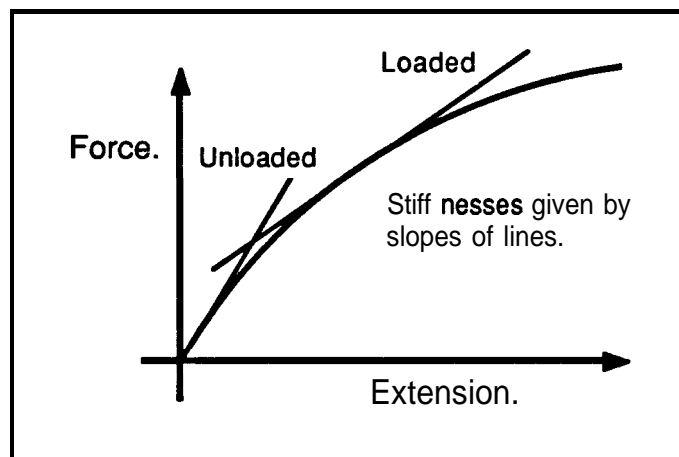 Loaded
Force.
Unloaded
Stiff nesses given by
slopes of lines.
Extension.